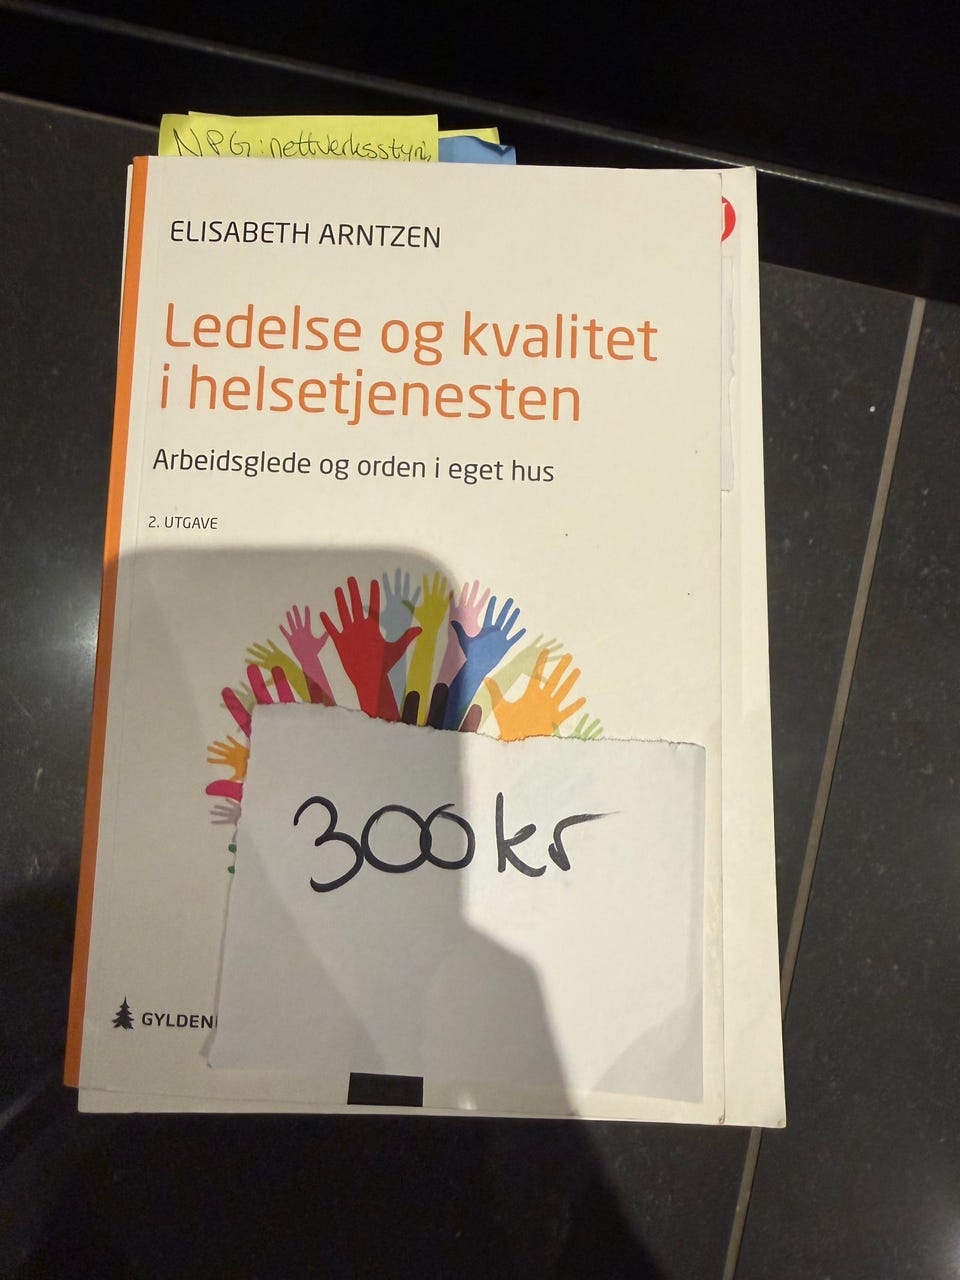 NPG: nettverksstyri
ELISABETH ARNTZEN
Ledelse og kvalitet
i helsetjenesten
Arbeidsglede og orden i eget hus
2. UTGAVE
300 kr
GYLDEN